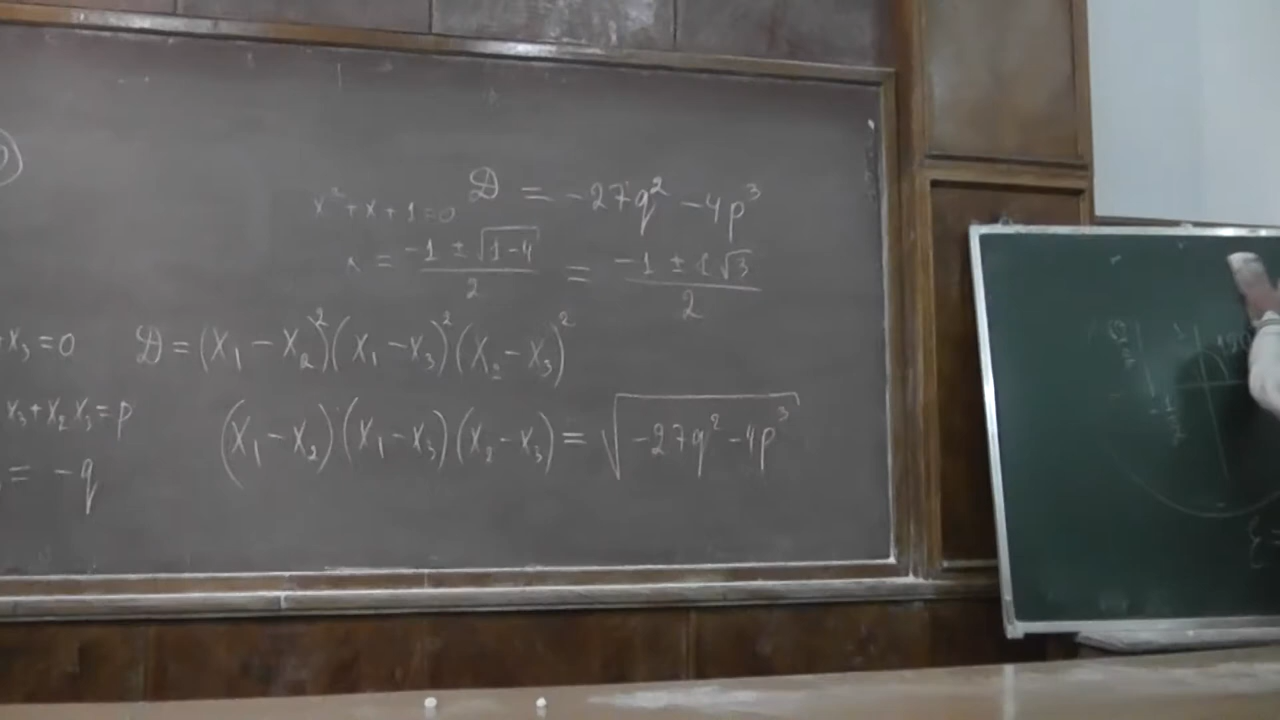 𝒟 = -27q² - 4p³
x² + x + 1 = 0
x = (-1 ± √(1-4))/2 = (-1 ± i√3)/2
x₃ = 0
𝒟 = (x₁ - x₂)²(x₁ - x₃)²(x₂ - x₃)²
x₃ + x₂x₃ = p
(x₁ - x₂)(x₁ - x₃)(x₂ - x₃) = √(-27q² - 4p³)
= -q